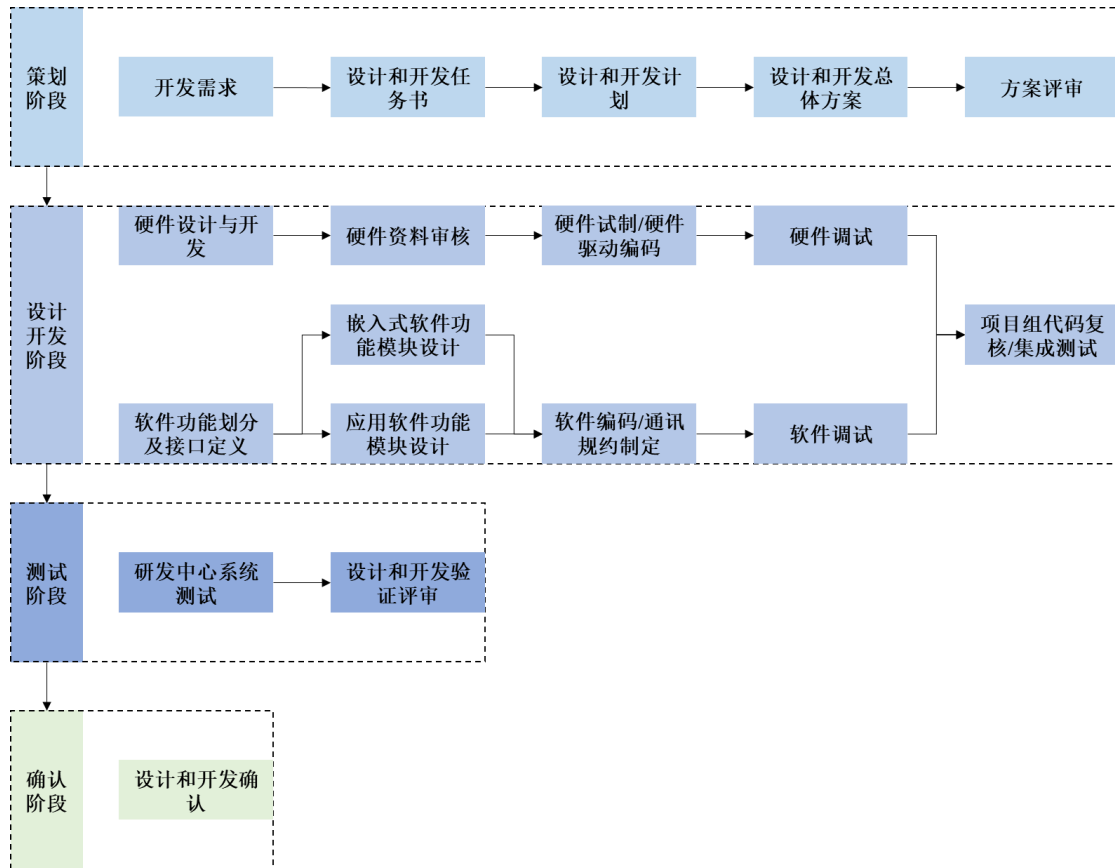 策划
阶段
开发需求
设计和开发任
务书
设计和开发计
划
设计和开发总
体方案
方案评审
设计
开发
阶段
硬件设计与开
发
硬件资料审核
硬件试制/硬件
驱动编码
硬件调试
嵌入式软件功
能模块设计
项目组代码复
核/集成测试
软件功能划分
及接口定义
应用软件功能
模块设计
软件编码/通讯
规约制定
软件调试
测试
阶段
研发中心系统
测试
设计和开发验
证评审
确认
阶段
设计和开发确
认